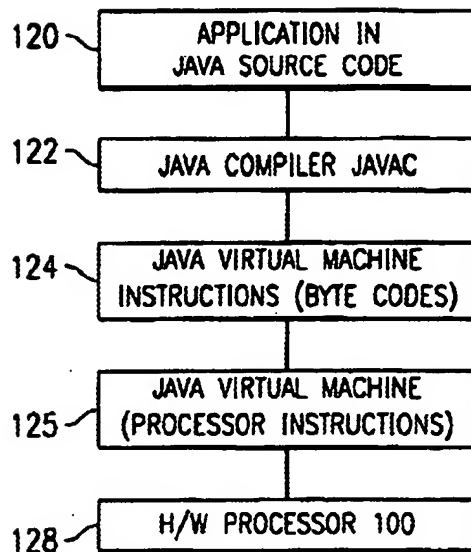 120
APPLICATION IN
JAVA SOURCE CODE
122
JAVA COMPILER JAVAC
124
JAVA VIRTUAL MACHINE
INSTRUCTIONS (BYTE CODES)
125
JAVA VIRTUAL MACHINE
(PROCESSOR INSTRUCTIONS)
128
H/W PROCESSOR 100